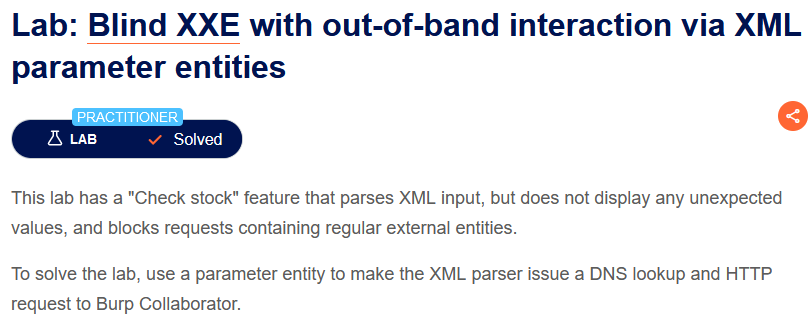 Lab: Blind XXE with out-of-band interaction via XML
parameter entities
PRACTITIONER
LAB Solved
This lab has a "Check stock" feature that parses XML input, but does not display any unexpected
values, and blocks requests containing regular external entities.
To solve the lab, use a parameter entity to make the XML parser issue a DNS lookup and HTTP
request to Burp Collaborator.